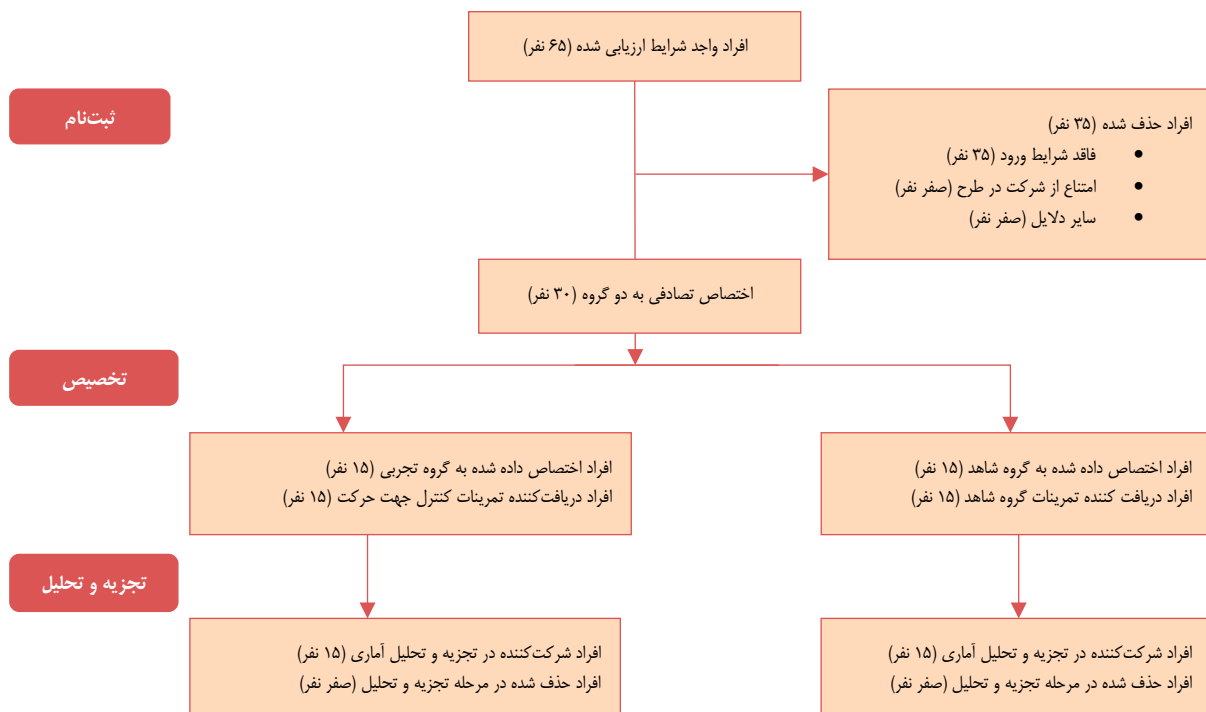 افراد واجد شرایط ارزیابی شده (۶۵ نفر)
ثبت‌نام
افراد حذف شده (۳۵ نفر)
• فاقد شرایط ورود (۳۵ نفر)
• امتناع از شرکت در طرح (صفر نفر)
• سایر دلایل (صفر نفر)
اختصاص تصادفی به دو گروه (۳۰ نفر)
تخصیص
افراد اختصاص داده شده به گروه شاهد (۱۵ نفر)
افراد دریافت کننده تمرینات گروه شاهد (۱۵ نفر)
افراد اختصاص داده شده به گروه تجربی (۱۵ نفر)
افراد دریافت‌کننده تمرینات کنترل جهت حرکت (۱۵ نفر)
تجزیه و تحلیل
افراد شرکت‌کننده در تجزیه و تحلیل آماری (۱۵ نفر)
افراد حذف شده در مرحله تجزیه و تحلیل (صفر نفر)
افراد شرکت‌کننده در تجزیه و تحلیل آماری (۱۵ نفر)
افراد حذف شده در مرحله تجزیه و تحلیل (صفر نفر)